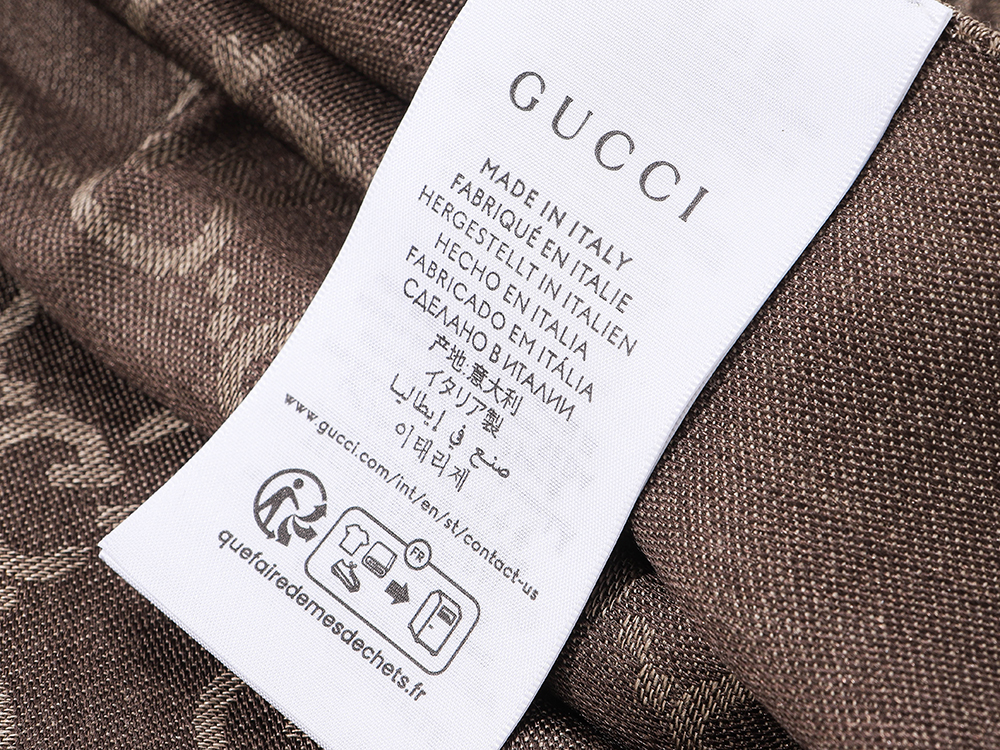 GUCCI
MADE IN ITALY
FABRIQUÉ EN ITALIE
HERGESTELLT IN ITALIEN
HECHO EN ITALIA
FABRICADO EM ITÁLIA
СДЕЛАНО В ИТАЛИИ
产地:意大利
イタリア製
صنع في إيطاليا
이태리제
www.gucci.com/int/en/st/contact-us
FR
quefairedemesdechets.fr